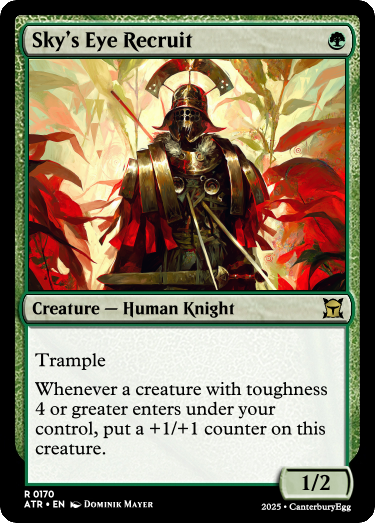 Sky's Eye Recruit
Creature — Human Knight
Trample
Whenever a creature with toughness
4 or greater enters under your
control, put a +1/+1 counter on this
creature.
1/2
R 0170
ATR • EN Dominik Mayer
2025 • CanterburyEgg